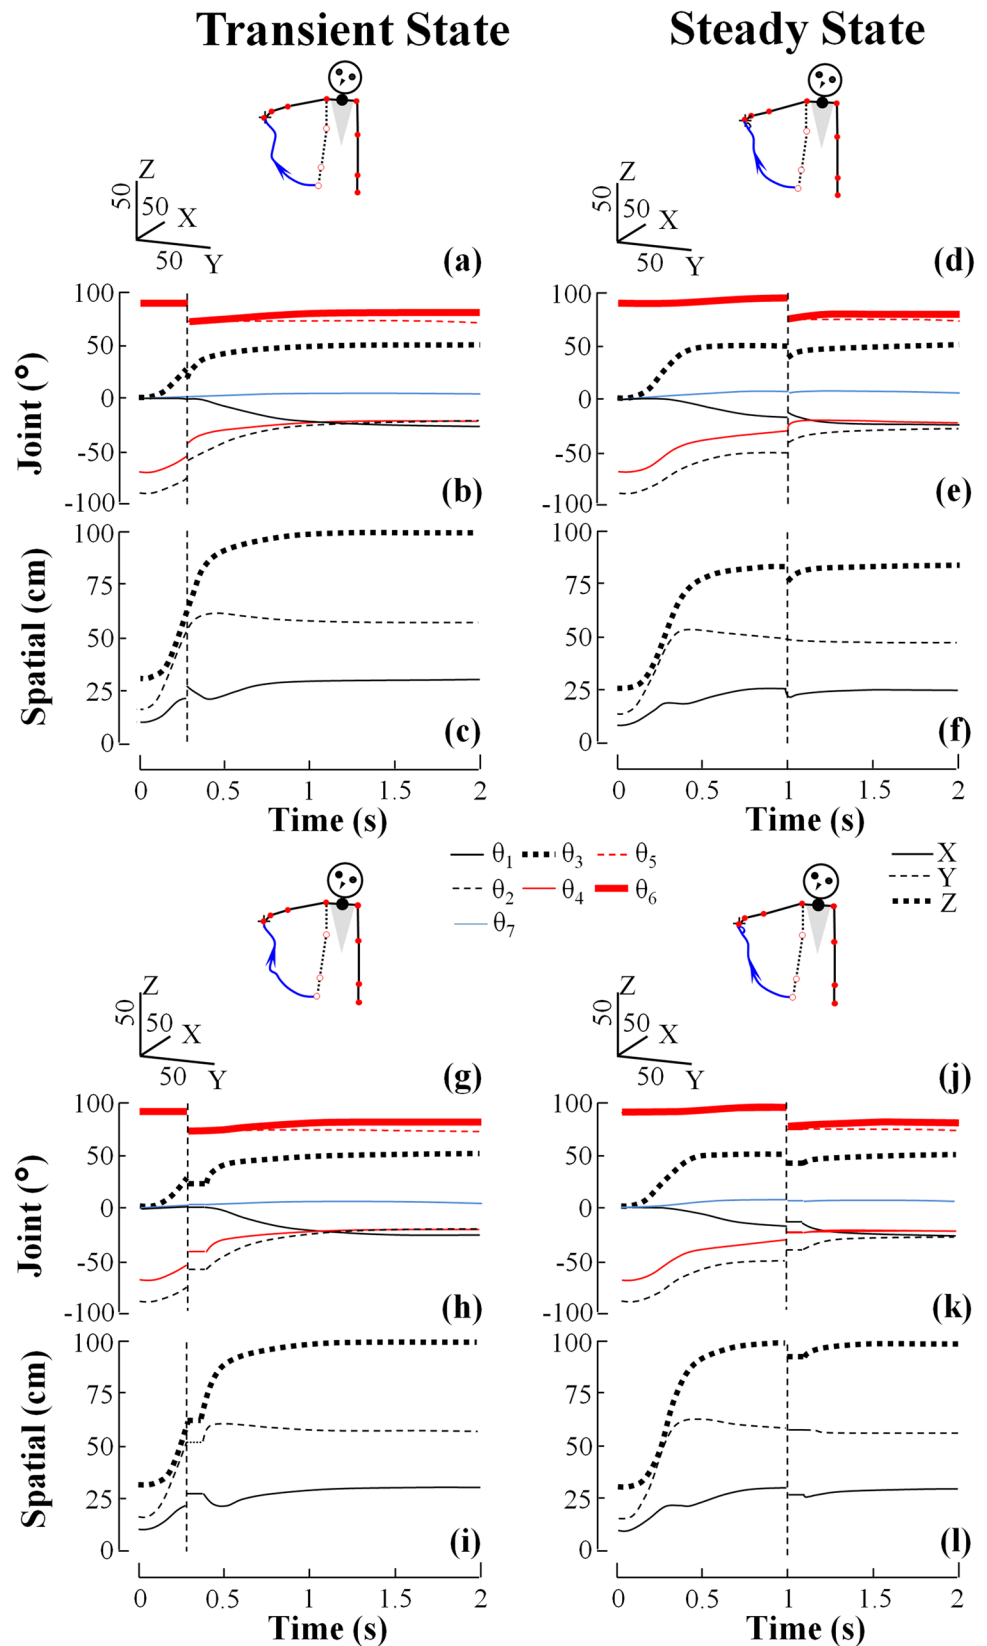 Transient State
Steady State
Z
50
50
X
50
Y
(a)
Z
50
50
X
50
Y
(d)
Joint (°)
100
50
0
-50
-100
(b)
100
50
0
-50
-100
(e)
Spatial (cm)
100
75
50
25
0
(c)
100
75
50
25
0
(f)
0 0.5 1 1.5 2
Time (s)
0 0.5 1 1.5 2
Time (s)
θ1 θ3 θ5
θ2 θ4 θ6
θ7
X
Y
Z
Z
50
50
X
50
Y
(g)
Z
50
50
X
50
Y
(j)
Joint (°)
100
50
0
-50
-100
(h)
100
50
0
-50
-100
(k)
Spatial (cm)
100
75
50
25
0
(i)
100
75
50
25
0
(l)
0 0.5 1 1.5 2
Time (s)
0 0.5 1 1.5 2
Time (s)